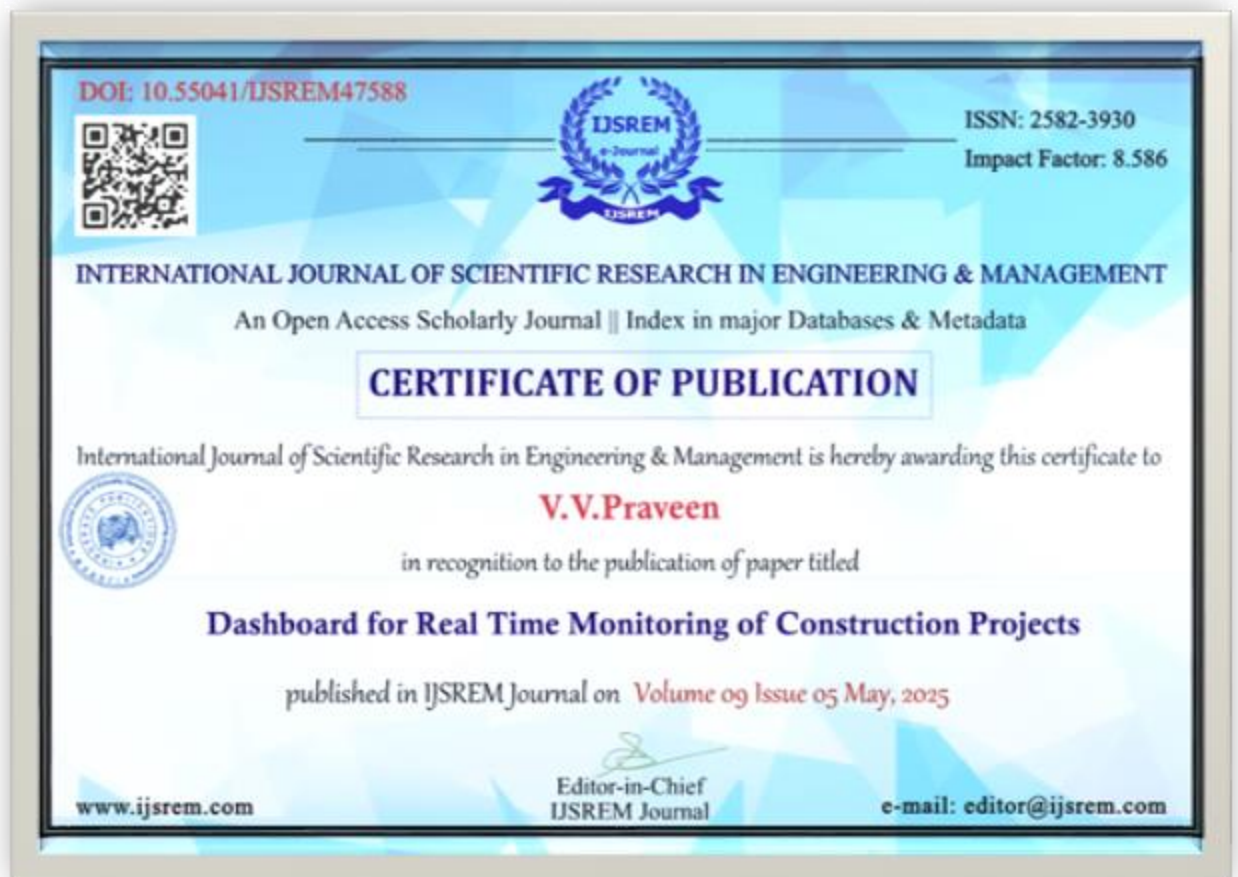 DOI: 10.55041/IJSREM47588
ISSN: 2582-3930
Impact Factor: 8.586
IJSREM
e-Journal
IJSREM
INTERNATIONAL JOURNAL OF SCIENTIFIC RESEARCH IN ENGINEERING & MANAGEMENT
An Open Access Scholarly Journal || Index in major Databases & Metadata
CERTIFICATE OF PUBLICATION
International Journal of Scientific Research in Engineering & Management is hereby awarding this certificate to
V.V.Praveen
in recognition to the publication of paper titled
Dashboard for Real Time Monitoring of Construction Projects
published in IJSREM Journal on Volume 09 Issue 05 May, 2025
Editor-in-Chief
IJSREM Journal
www.ijsrem.com
e-mail: editor@ijsrem.com